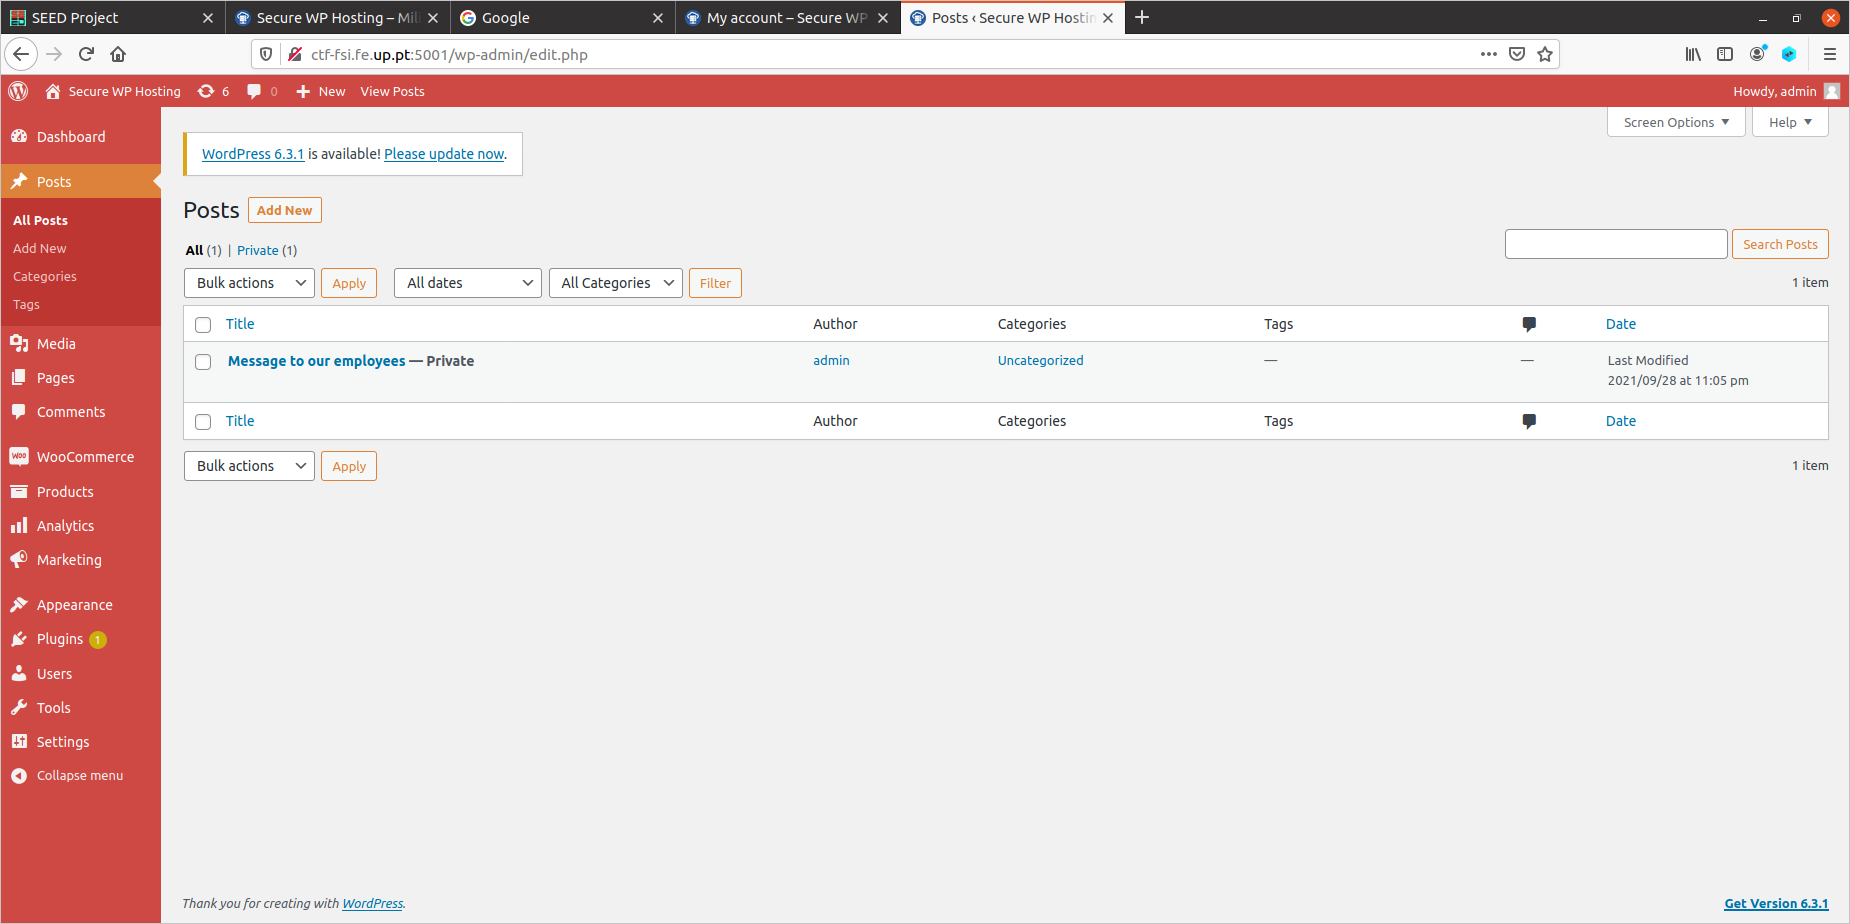 SEED Project
Secure WP Hosting – Mil
Google
My account – Secure WP
Posts ‹ Secure WP Hostin
ctf-fsi.fe.up.pt:5001/wp-admin/edit.php
Secure WP Hosting 6 0 New View Posts Howdy, admin
Screen Options Help
Dashboard
Posts
All Posts
Add New
Categories
Tags
Media
Pages
Comments
WooCommerce
Products
Analytics
Marketing
Appearance
Plugins 1
Users
Tools
Settings
Collapse menu
WordPress 6.3.1 is available! Please update now.
Posts Add New
All (1) | Private (1)
Search Posts
Bulk actions Apply All dates All Categories Filter 1 item
Title Author Categories Tags Date
Message to our employees — Private admin Uncategorized — — Last Modified
2021/09/28 at 11:05 pm
Title Author Categories Tags Date
Bulk actions Apply 1 item
Thank you for creating with WordPress. Get Version 6.3.1